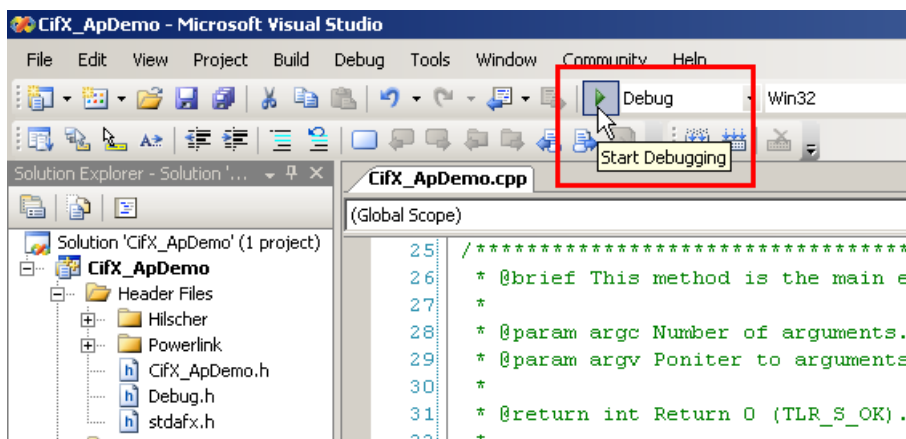 CifX_ApDemo - Microsoft Visual Studio
File Edit View Project Build Debug Tools Window Community Help
Debug Win32
Start Debugging
Solution Explorer - Solution '...
CifX_ApDemo.cpp
(Global Scope)
Solution 'CifX_ApDemo' (1 project)
CifX_ApDemo
Header Files
Hilscher
Powerlink
CifX_ApDemo.h
Debug.h
stdafx.h
25 /**********************************
26 * @brief This method is the main e
27 *
28 * @param argc Number of arguments.
29 * @param argv Poniter to arguments
30 *
31 * @return int Return 0 (TLR_S_OK).